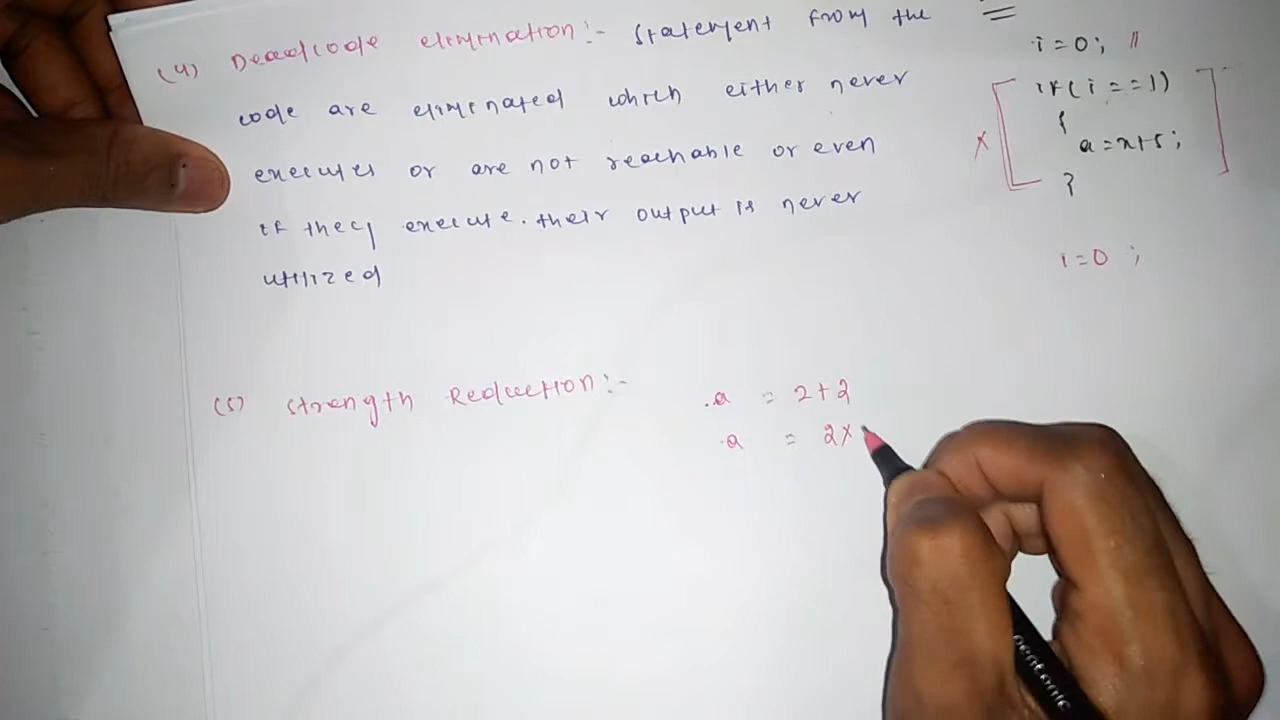 (4) Deadcode elimination :- Statement from the =
code are eliminated which either never
executes or are not reachable or even
if they execute. their output is never
utilized
i = 0; //
if( i == 1)
{
a = x+5;
}
×
i = 0 ;
(5) Strength Reduction :-
.a = 2 + 2
.a = 2 ×
pentonic